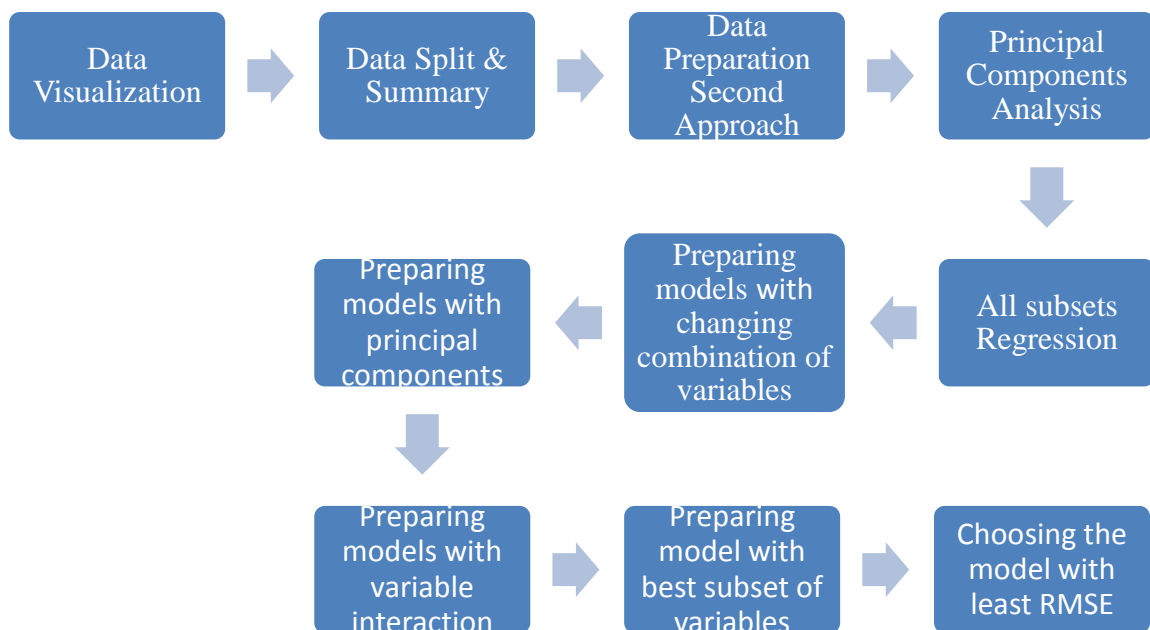 Data
Visualization
Data Split &
Summary
Data
Preparation
Second
Approach
Principal
Components
Analysis
All subsets
Regression
Preparing
models with
changing
combination of
variables
Preparing
models with
principal
components
Preparing
models with
variable
interaction
Preparing
model with
best subset of
variables
Choosing the
model with
least RMSE